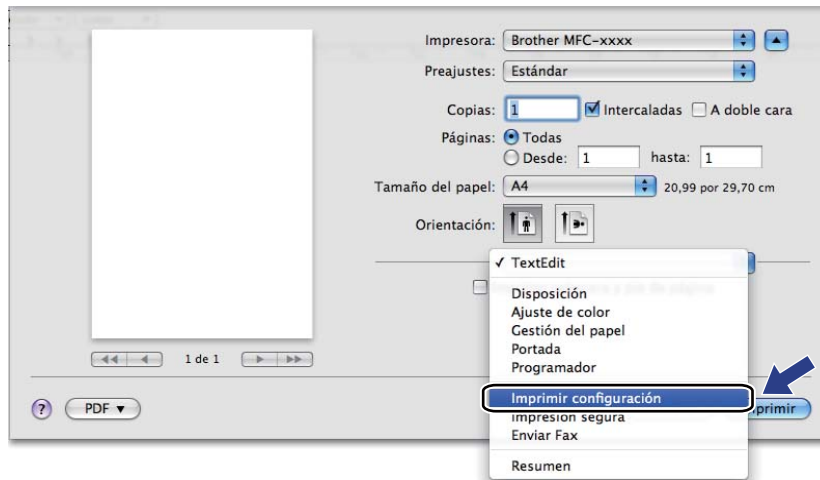 Impresora: Brother MFC-xxxx
Preajustes: Estándar
Copias: 1 Intercaladas A doble cara
Páginas: Todas
Desde: 1 hasta: 1
Tamaño del papel: A4 20,99 por 29,70 cm
Orientación:
✓ TextEdit
Disposición
Ajuste de color
Gestión del papel
Portada
Programador
Imprimir configuración
Impresión segura
Enviar Fax
Resumen
1 de 1
? PDF ▼